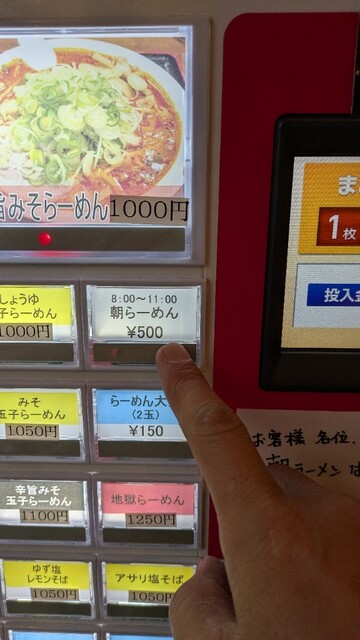 旨みそらーめん 1000円
しょうゆ
子らーめん
1000円
8:00～11:00
朝らーめん
¥500
みそ
玉子らーめん
1050円
らーめん大
(2玉)
¥150
辛旨みそ
玉子らーめん
1100円
地獄らーめん
1250円
ゆず塩
レモンそば
1050円
アサリ塩そば
1050円
ま
1枚
投入金
お客様 各位
朝ラーメン は